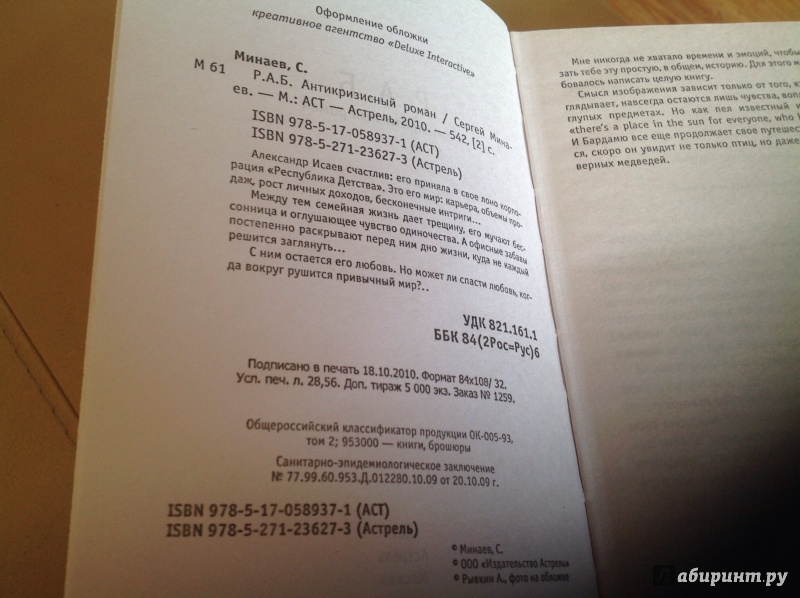 Оформление обложки
креативное агентство «Deluxe Interactive»
Минаев, С.
М 61
Р.А.Б. Антикризисный роман / Сергей Мина-
ев. — М.: АСТ — Астрель, 2010. — 542, [2] с.
ISBN 978-5-17-058937-1 (АСТ)
ISBN 978-5-271-23627-3 (Астрель)
Александр Исаев счастлив: его приняла в свое лоно корпо-
рация «Республика Детства». Это его мир: карьера, объемы про-
даж, рост личных доходов, бесконечные интриги...
Между тем семейная жизнь дает трещину, его мучают бес-
сонница и оглушающее чувство одиночества. А офисные забавы
постепенно раскрывают перед ним дно жизни, куда не каждый
решится заглянуть...
С ним остается его любовь. Но может ли спасти любовь, ког-
да вокруг рушится привычный мир?..
УДК 821.161.1
ББК 84(2Рос=Рус)6
Подписано в печать 18.10.2010. Формат 84х108/ 32.
Усл. печ. л. 28,56. Доп. тираж 5 000 экз. Заказ № 1259.
Общероссийский классификатор продукции ОК-005-93,
том 2; 953000 — книги, брошюры
Санитарно-эпидемиологическое заключение
№ 77.99.60.953.Д.012280.10.09 от 20.10.09 г.
ISBN 978-5-17-058937-1 (АСТ)
ISBN 978-5-271-23627-3 (Астрель)
© Минаев, С.
© ООО «Издательство Астрель»
© Рывкин А., фото на обложке
Мне никогда не хватало времени и эмоций, чтобы
зать тебе эту простую, в общем, историю. Для этого
бовалось написать целую книгу.
Смысл изображения зависит только от того,
глядывает, навсегда остаются лишь чувства,
глупых предметах. Но как пел известный
«there's a place in the sun for everyone, who
И Бардамю все еще продолжает свое
ся, скоро он увидит не только птиц, но даже
верных медведей.
абиринт.ру